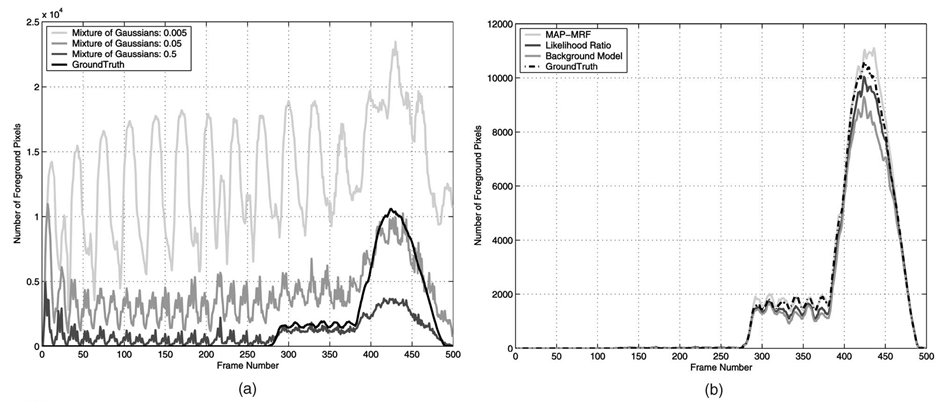 x 10⁴
2.5
2
1.5
1
0.5
0
Number of Foreground Pixels
Mixture of Gaussians: 0.005
Mixture of Gaussians: 0.05
Mixture of Gaussians: 0.5
GroundTruth
0 50 100 150 200 250 300 350 400 450 500
Frame Number
(a)
12000
10000
8000
6000
4000
2000
0
Number of Foreground Pixels
MAP-MRF
Likelihood Ratio
Background Model
GroundTruth
0 50 100 150 200 250 300 350 400 450 500
Frame Number
(b)